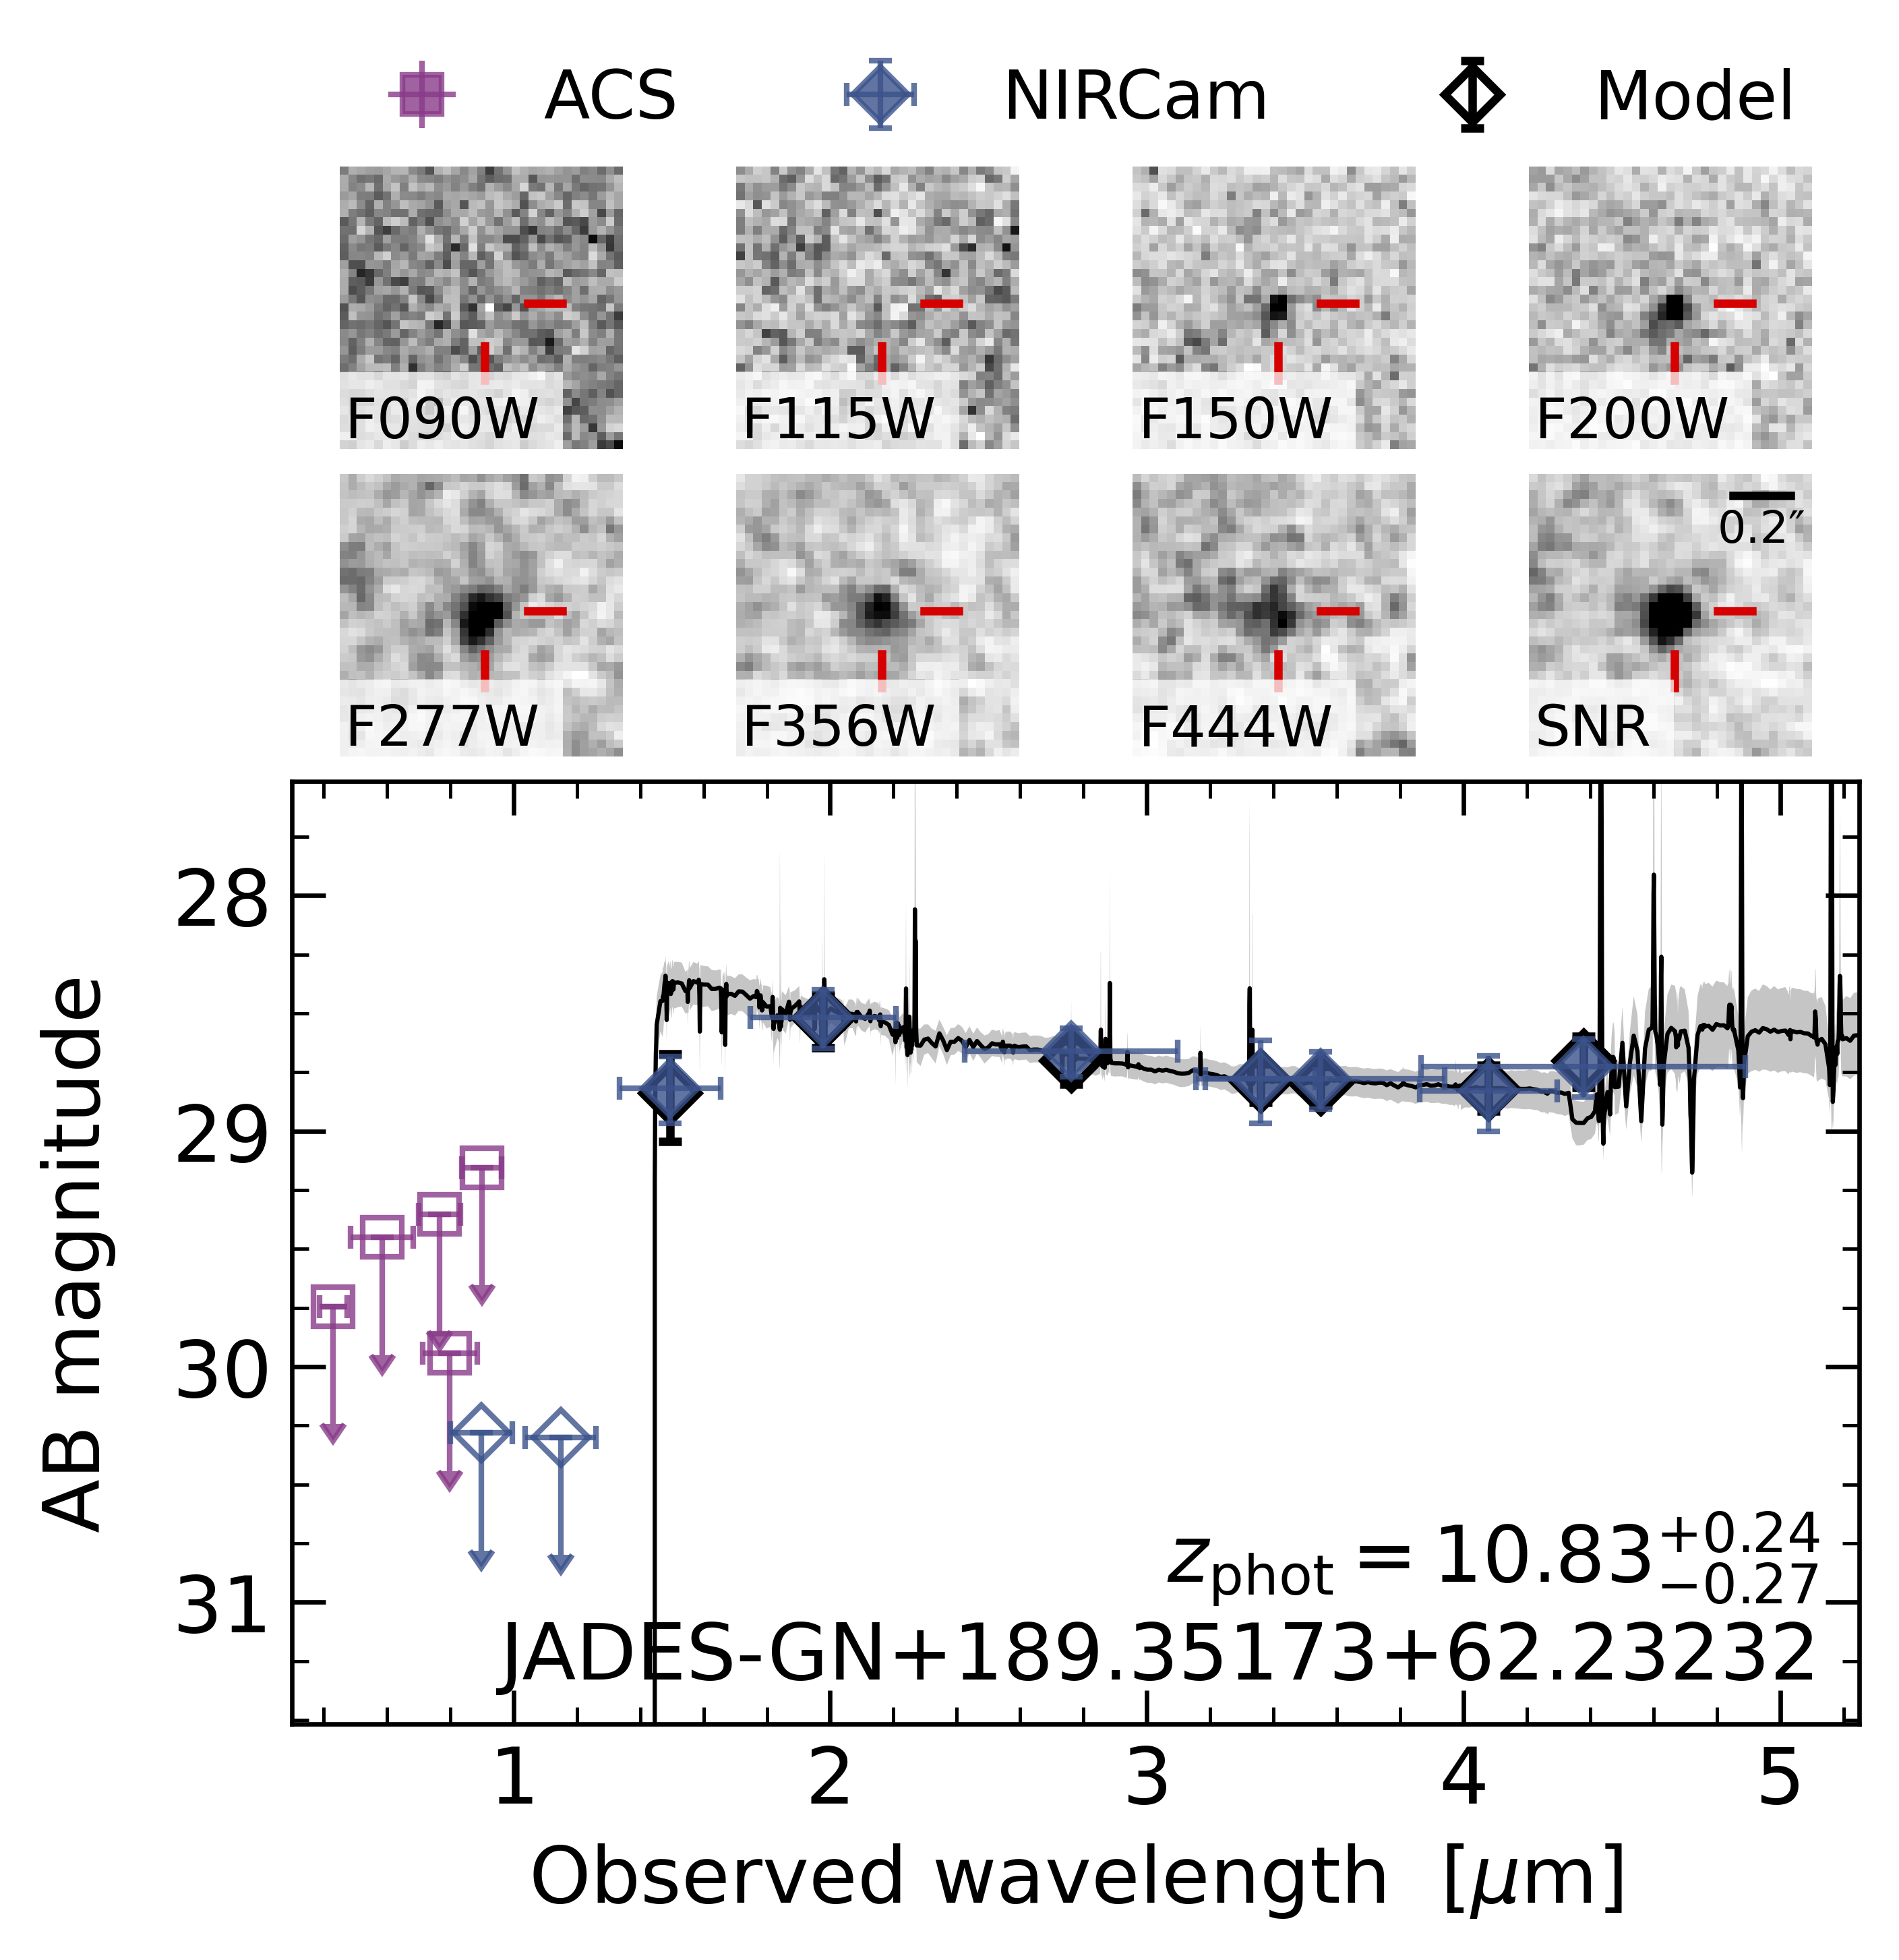 ACS NIRCam Model
F090W F115W F150W F200W
0.2″
F277W F356W F444W SNR
28
29
30
31
AB magnitude
z_phot = 10.83 +0.24 −0.27
JADES-GN+189.35173+62.23232
1 2 3 4 5
Observed wavelength [μm]